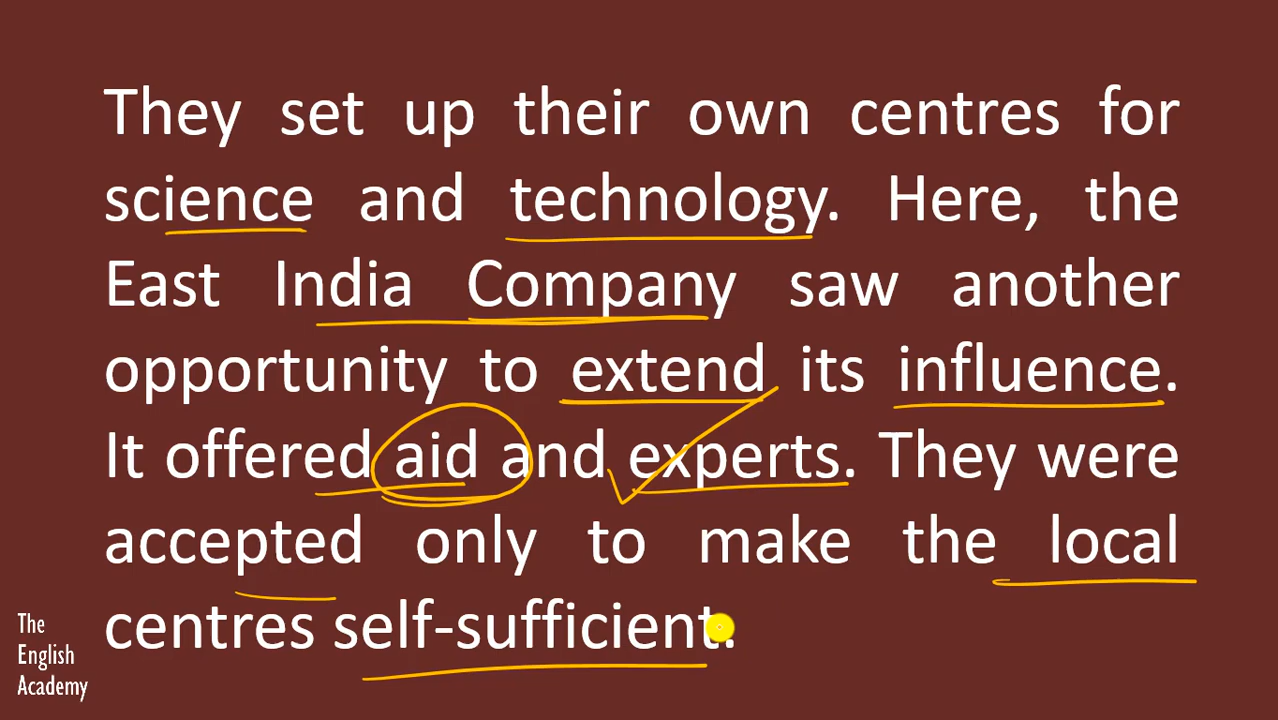 They set up their own centres for
science and technology. Here, the
East India Company saw another
opportunity to extend its influence.
It offered aid and experts. They were
accepted only to make the local
centres self-sufficient.
The
English
Academy